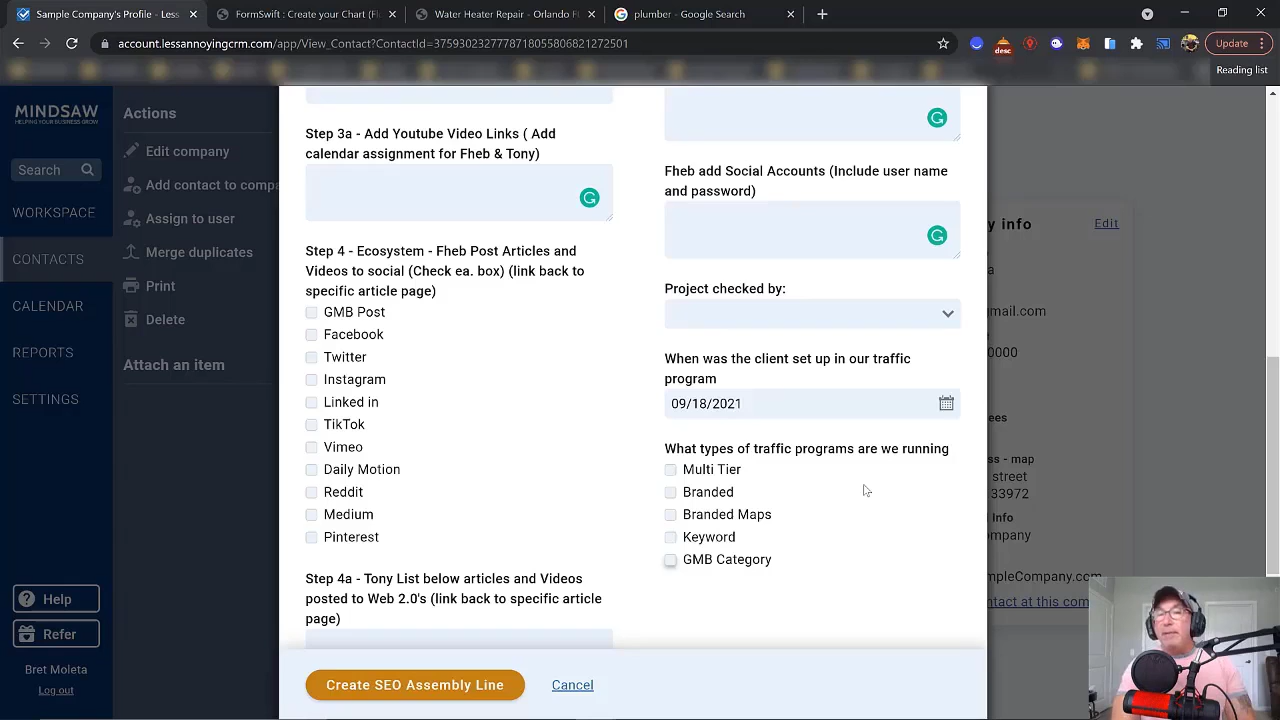 Less Annoying Company's Profile - Less
FormSwift : Create your Chart (Ef
Water Heater Repair - Orlando Fl
plumber - Google Search
account.lessannoyingcrm.com/app/View_Contact?ContactId=37593023277787180558068212725​01
desc
Update
Reading list
MINDSAW
HELPING YOUR BUSINESS GROW
Search
WORKSPACE
CONTACTS
CALENDAR
REPORTS
SETTINGS
Help
Refer
Bret Moleta
Log out
Actions
Edit company
Add contact to compa
Assign to user
Merge duplicates
Print
Delete
Attach an item
Step 3a - Add Youtube Video Links ( Add
calendar assignment for Fheb & Tony)
Step 4 - Ecosystem - Fheb Post Articles and
Videos to social (Check ea. box) (link back to
specific article page)
GMB Post
Facebook
Twitter
Instagram
Linked in
TikTok
Vimeo
Daily Motion
Reddit
Medium
Pinterest
Step 4a - Tony List below articles and Videos
posted to Web 2.0's (link back to specific article
page)
Fheb add Social Accounts (Include user name
and password)
Project checked by:
When was the client set up in our traffic
program
09/18/2021
What types of traffic programs are we running
Multi Tier
Branded
Branded Maps
Keyword
GMB Category
Create SEO Assembly Line
Cancel
y info
Edit
a
mail.com
0000
ees
s - map
street
33972
Info
ompany
mpleCompany.com
ntact at this com